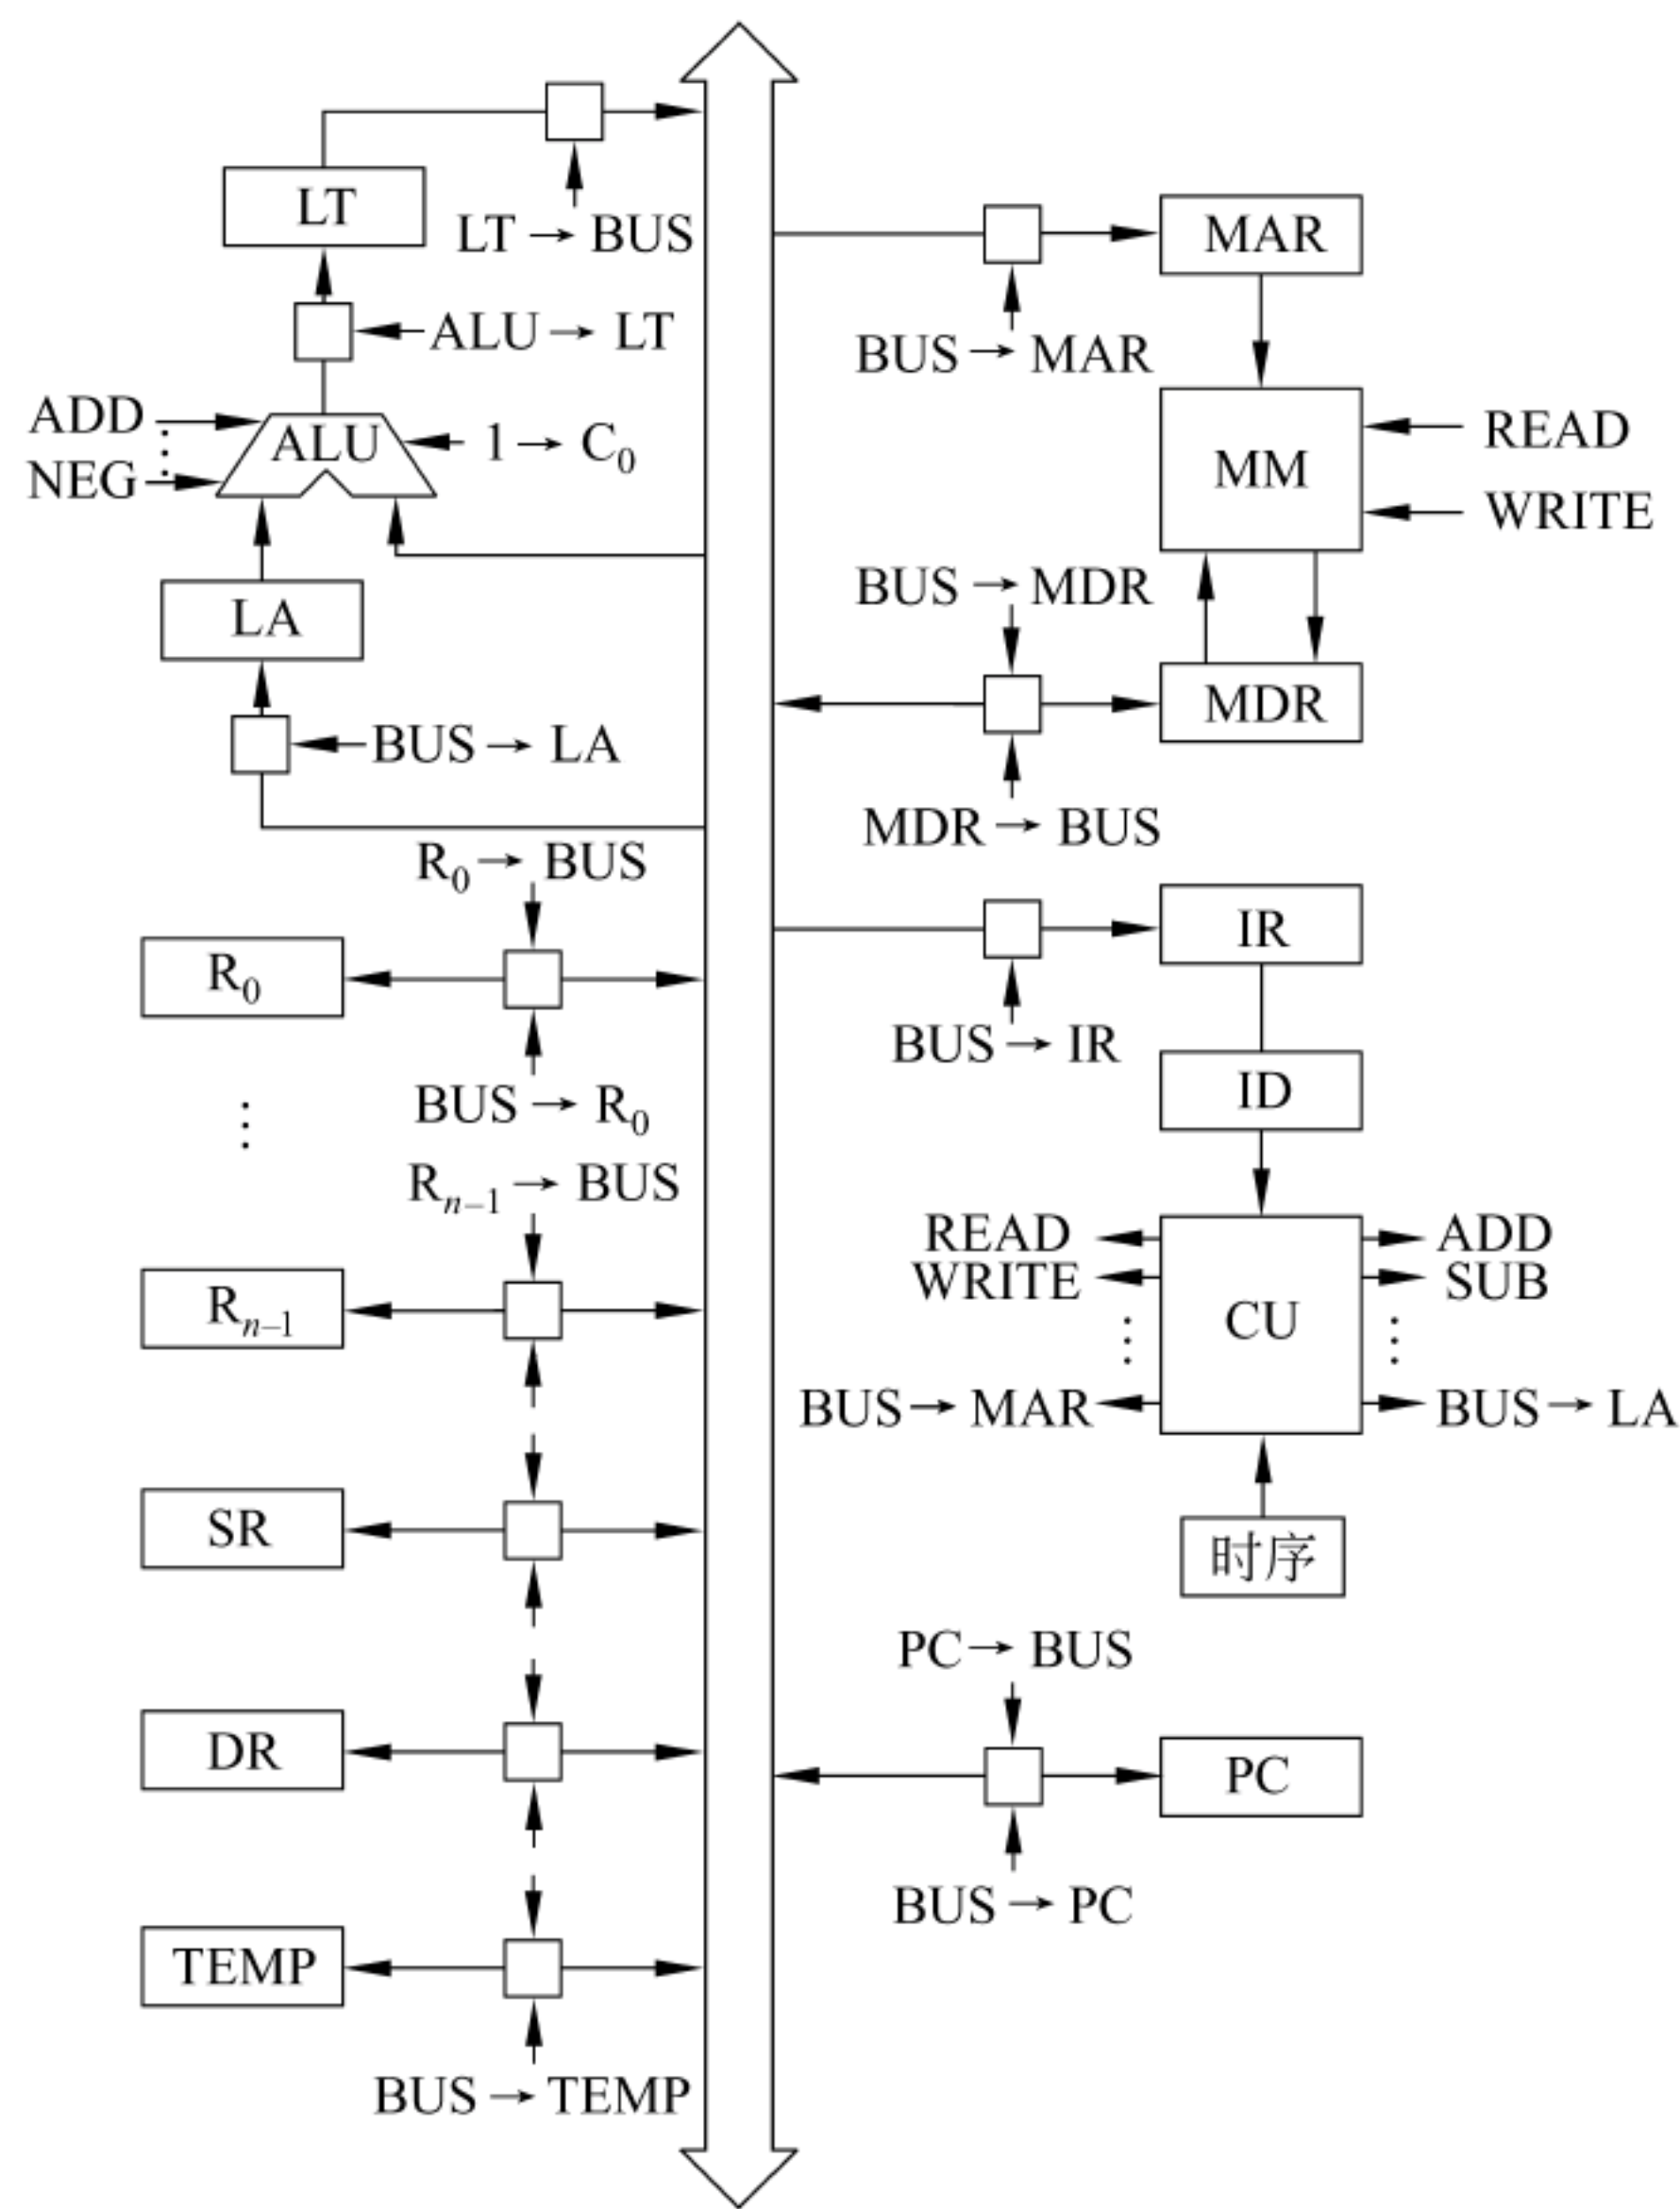 LT
LT → BUS
MAR
BUS → MAR
ALU → LT
ADD
⋮
NEG
ALU
1 → C₀
READ
MM
WRITE
BUS → MDR
LA
MDR
BUS → LA
MDR → BUS
R₀ → BUS
IR
R₀
BUS → IR
ID
BUS → R₀
⋮
Rₙ₋₁ → BUS
READ
ADD
WRITE
SUB
Rₙ₋₁
CU
⋮
⋮
BUS → MAR
BUS → LA
SR
时序
PC → BUS
DR
PC
BUS → PC
TEMP
BUS → TEMP